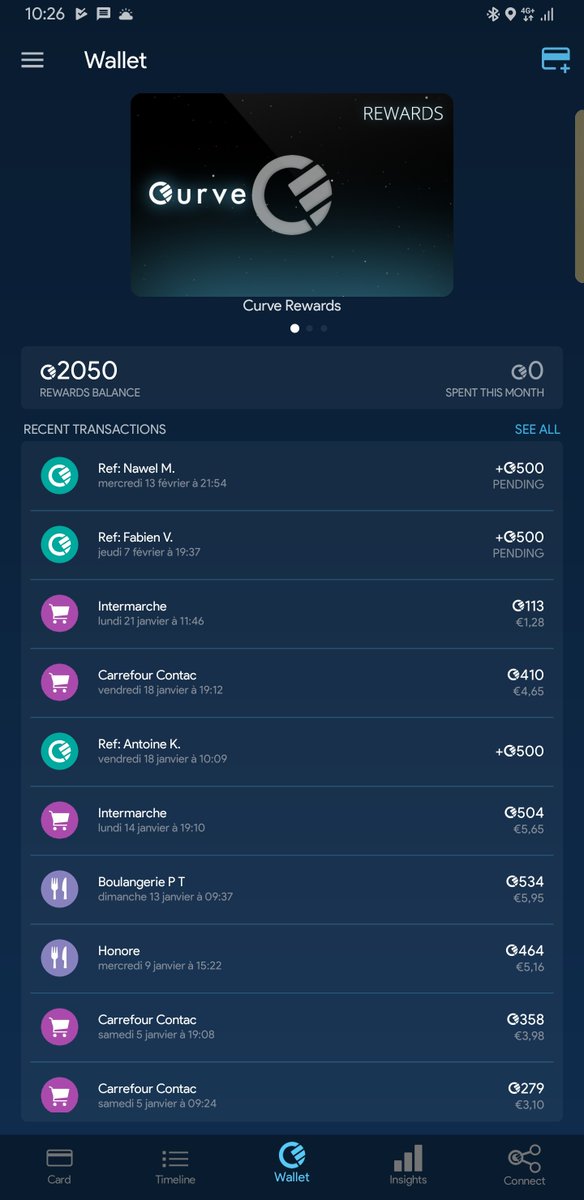 10:26
4G+
Wallet
REWARDS
Curve
Curve Rewards
2050
0
REWARDS BALANCE
SPENT THIS MONTH
RECENT TRANSACTIONS
SEE ALL
Ref: Nawel M.
+500
mercredi 13 février à 21:54
PENDING
Ref: Fabien V.
+500
jeudi 7 février à 19:37
PENDING
Intermarche
113
lundi 21 janvier à 11:46
€1,28
Carrefour Contac
410
vendredi 18 janvier à 19:12
€4,65
Ref: Antoine K.
+500
vendredi 18 janvier à 10:09
Intermarche
504
lundi 14 janvier à 19:10
€5,65
Boulangerie P T
534
dimanche 13 janvier à 09:37
€5,95
Honore
464
mercredi 9 janvier à 15:22
€5,16
Carrefour Contac
358
samedi 5 janvier à 19:08
€3,98
Carrefour Contac
279
samedi 5 janvier à 09:24
€3,10
Card
Timeline
Wallet
Insights
Connect